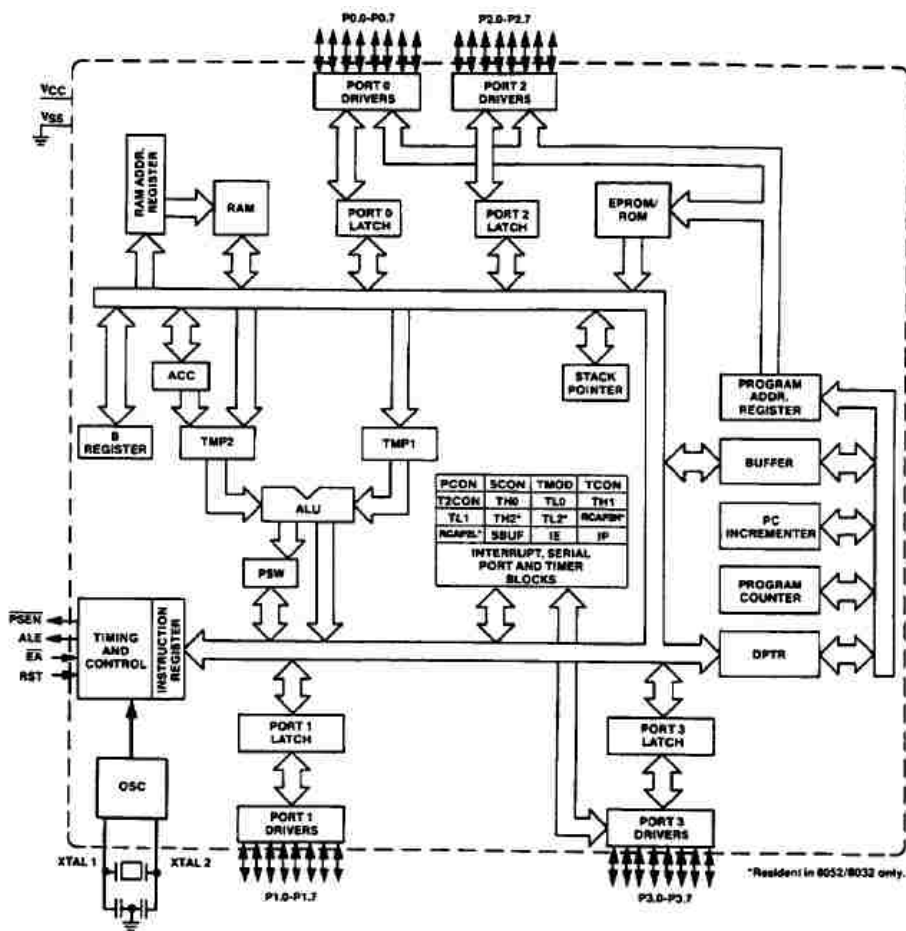 P0.0-P0.7
P2.0-P2.7
VCC
VSS
PORT 0
DRIVERS
PORT 2
DRIVERS
RAM ADDR.
REGISTER
RAM
PORT 0
LATCH
PORT 2
LATCH
EPROM/
ROM
ACC
STACK
POINTER
PROGRAM
ADDR.
REGISTER
B
REGISTER
TMP2
TMP1
BUFFER
ALU
PCON SCON TMOD TCON
T2CON TH0 TL0 TH1
TL1 TH2* TL2* RCAP2H*
RCAP2L* SBUF IE IP
INTERRUPT, SERIAL
PORT AND TIMER
BLOCKS
PC
INCREMENTER
PSW
PROGRAM
COUNTER
PSEN
ALE
EA
RST
TIMING
AND
CONTROL
INSTRUCTION
REGISTER
DPTR
PORT 1
LATCH
PORT 3
LATCH
OSC
PORT 1
DRIVERS
PORT 3
DRIVERS
XTAL 1
XTAL 2
*Resident in 8052/8032 only.
P1.0-P1.7
P3.0-P3.7